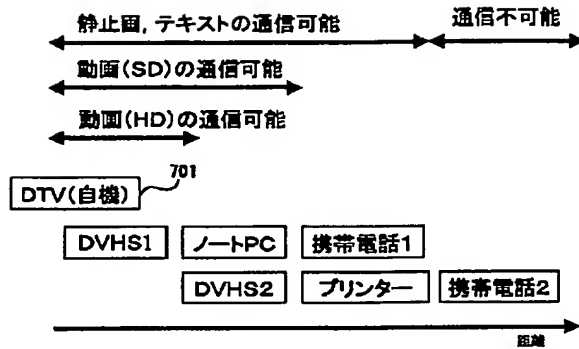 静止画,テキストの通信可能
通信不可能
動画(SD)の通信可能
動画(HD)の通信可能
701
DTV(自機)
DVHS1
ノートPC
携帯電話1
DVHS2
プリンター
携帯電話2
距離